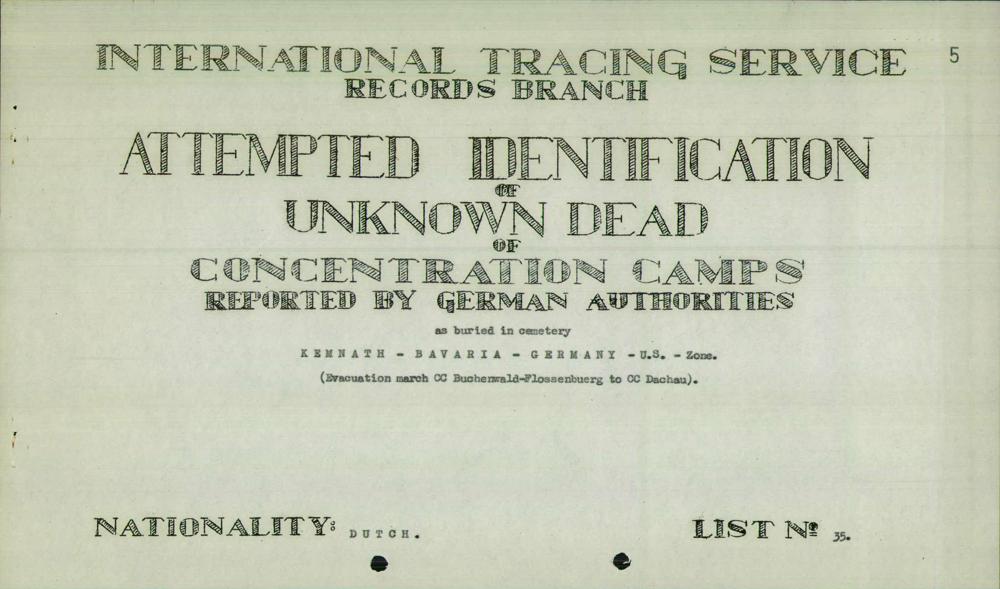 INTERNATIONAL TRACING SERVICE 5
RECORDS BRANCH
ATTEMPTED IDENTIFICATION
OF
UNKNOWN DEAD
OF
CONCENTRATION CAMPS
REPORTED BY GERMAN AUTHORITIES
as buried in cemetery
KEMNATH - BAVARIA - GERMANY - U.S. - Zone.
(Evacuation march CC Buchenwald-Flossenbuerg to CC Dachau).
NATIONALITY: DUTCH. LIST Nº 35.